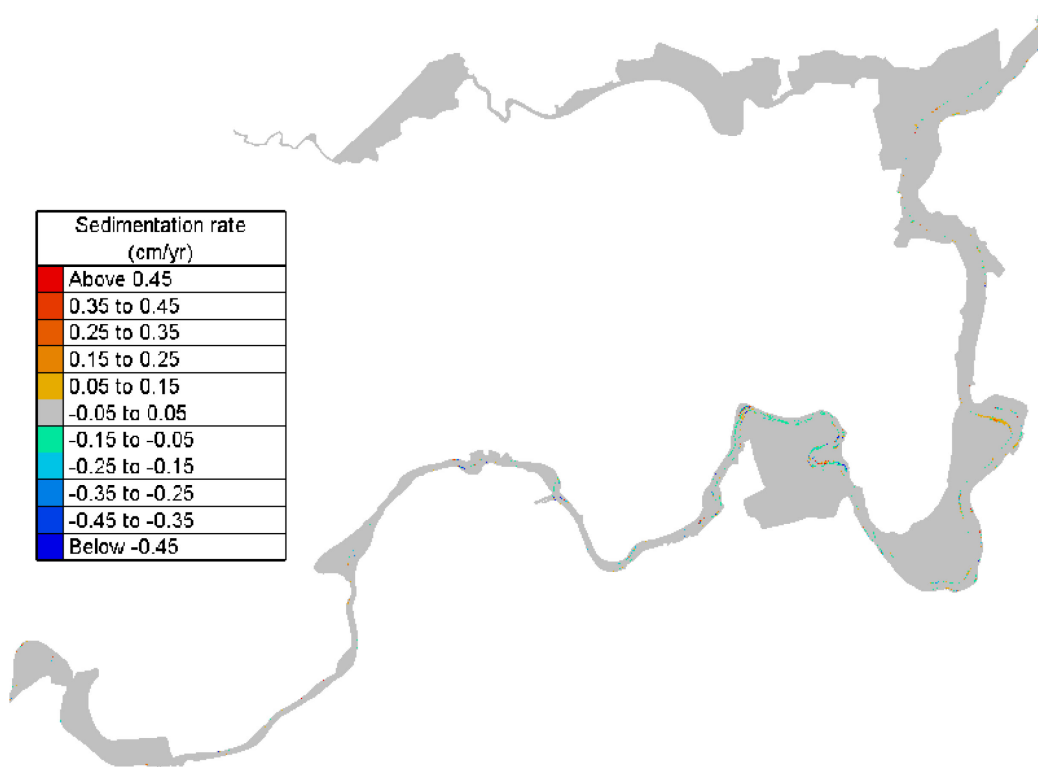 Sedimentation rate
(cm/yr)
Above 0.45
0.35 to 0.45
0.25 to 0.35
0.15 to 0.25
0.05 to 0.15
-0.05 to 0.05
-0.15 to -0.05
-0.25 to -0.15
-0.35 to -0.25
-0.45 to -0.35
Below -0.45